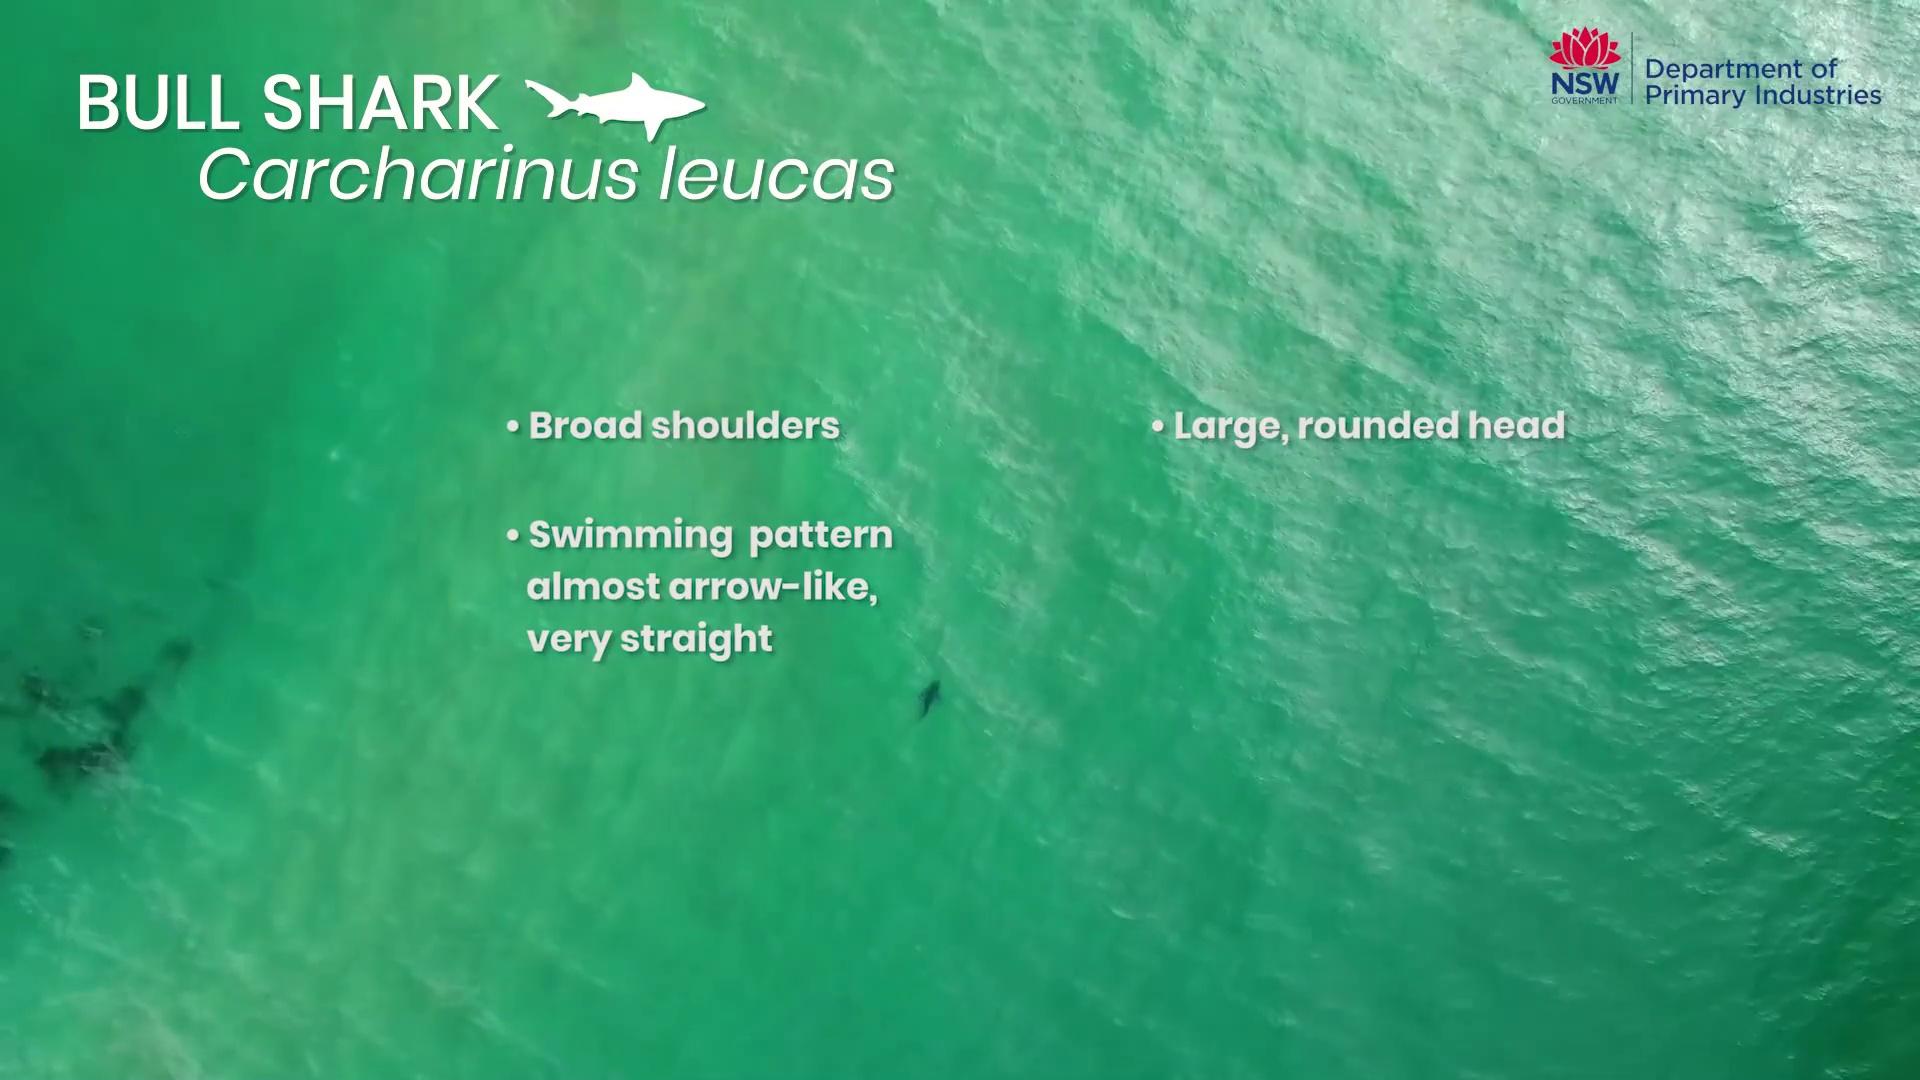 BULL SHARK
Carcharinus leucas
NSW
GOVERNMENT
Department of
Primary Industries
• Broad shoulders
• Swimming pattern
almost arrow-like,
very straight
• Large, rounded head